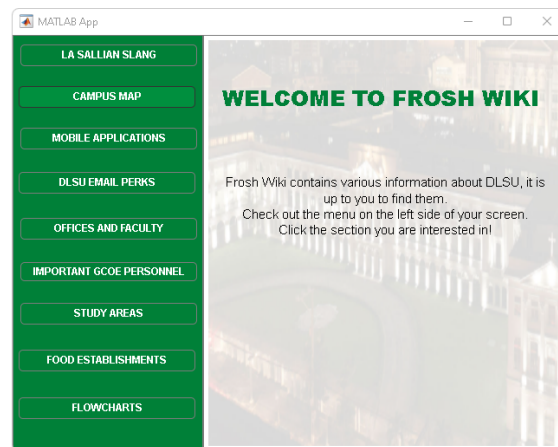 MATLAB App
LA SALLIAN SLANG
CAMPUS MAP
MOBILE APPLICATIONS
DLSU EMAIL PERKS
OFFICES AND FACULTY
IMPORTANT GCOE PERSONNEL
STUDY AREAS
FOOD ESTABLISHMENTS
FLOWCHARTS
WELCOME TO FROSH WIKI
Frosh Wiki contains various information about DLSU, it is
up to you to find them.
Check out the menu on the left side of your screen.
Click the section you are interested in!